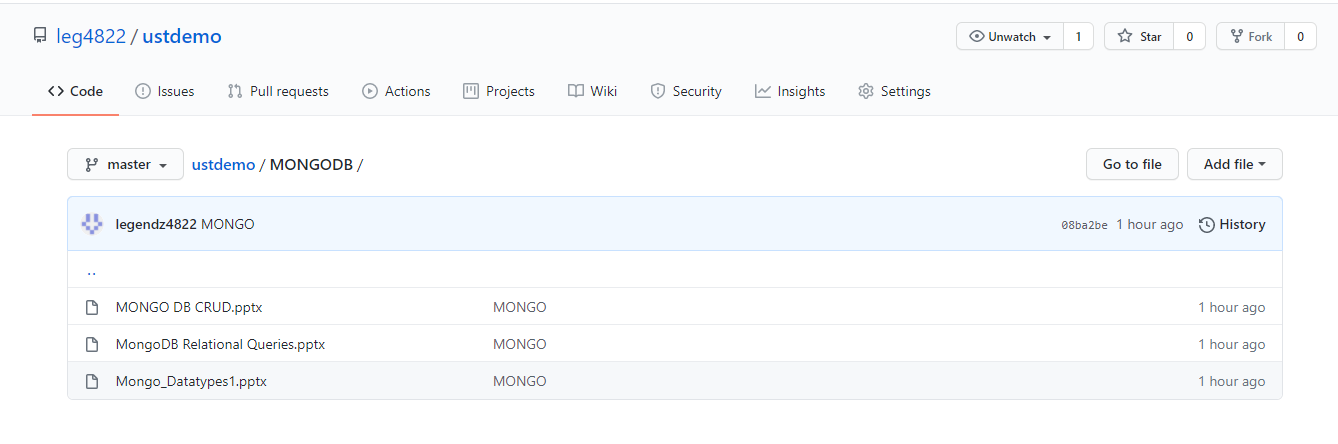 leg4822 / ustdemo Unwatch 1 Star 0 Fork 0
Code Issues Pull requests Actions Projects Wiki Security Insights Settings
master ustdemo / MONGODB / Go to file Add file
legendz4822 MONGO 08ba2be 1 hour ago History
..
MONGO DB CRUD.pptx MONGO 1 hour ago
MongoDB Relational Queries.pptx MONGO 1 hour ago
Mongo_Datatypes1.pptx MONGO 1 hour ago